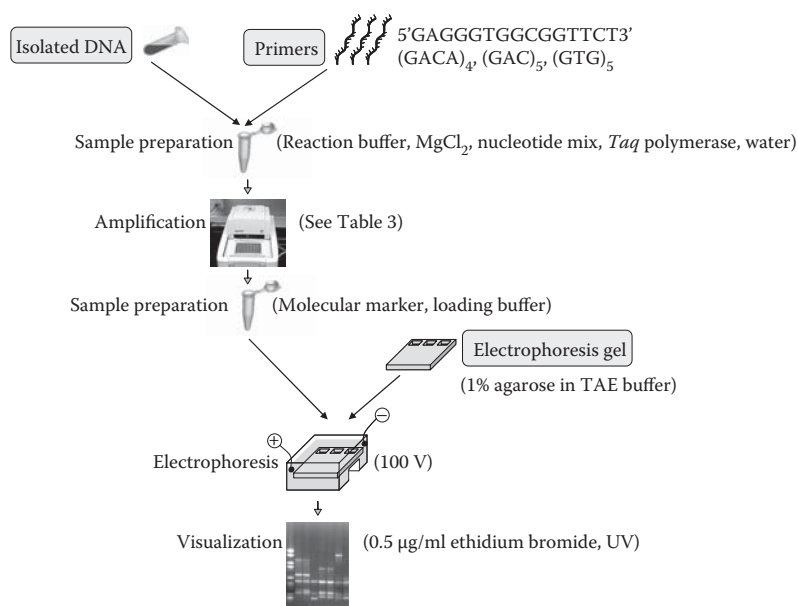 Isolated DNA
Primers
5'GAGGGTGGCGGTTCT3'
(GACA)₄, (GAC)₅, (GTG)₅
Sample preparation (Reaction buffer, MgCl₂, nucleotide mix, Taq polymerase, water)
Amplification (See Table 3)
Sample preparation (Molecular marker, loading buffer)
Electrophoresis gel
(1% agarose in TAE buffer)
+ −
Electrophoresis (100 V)
Visualization (0.5 µg/ml ethidium bromide, UV)